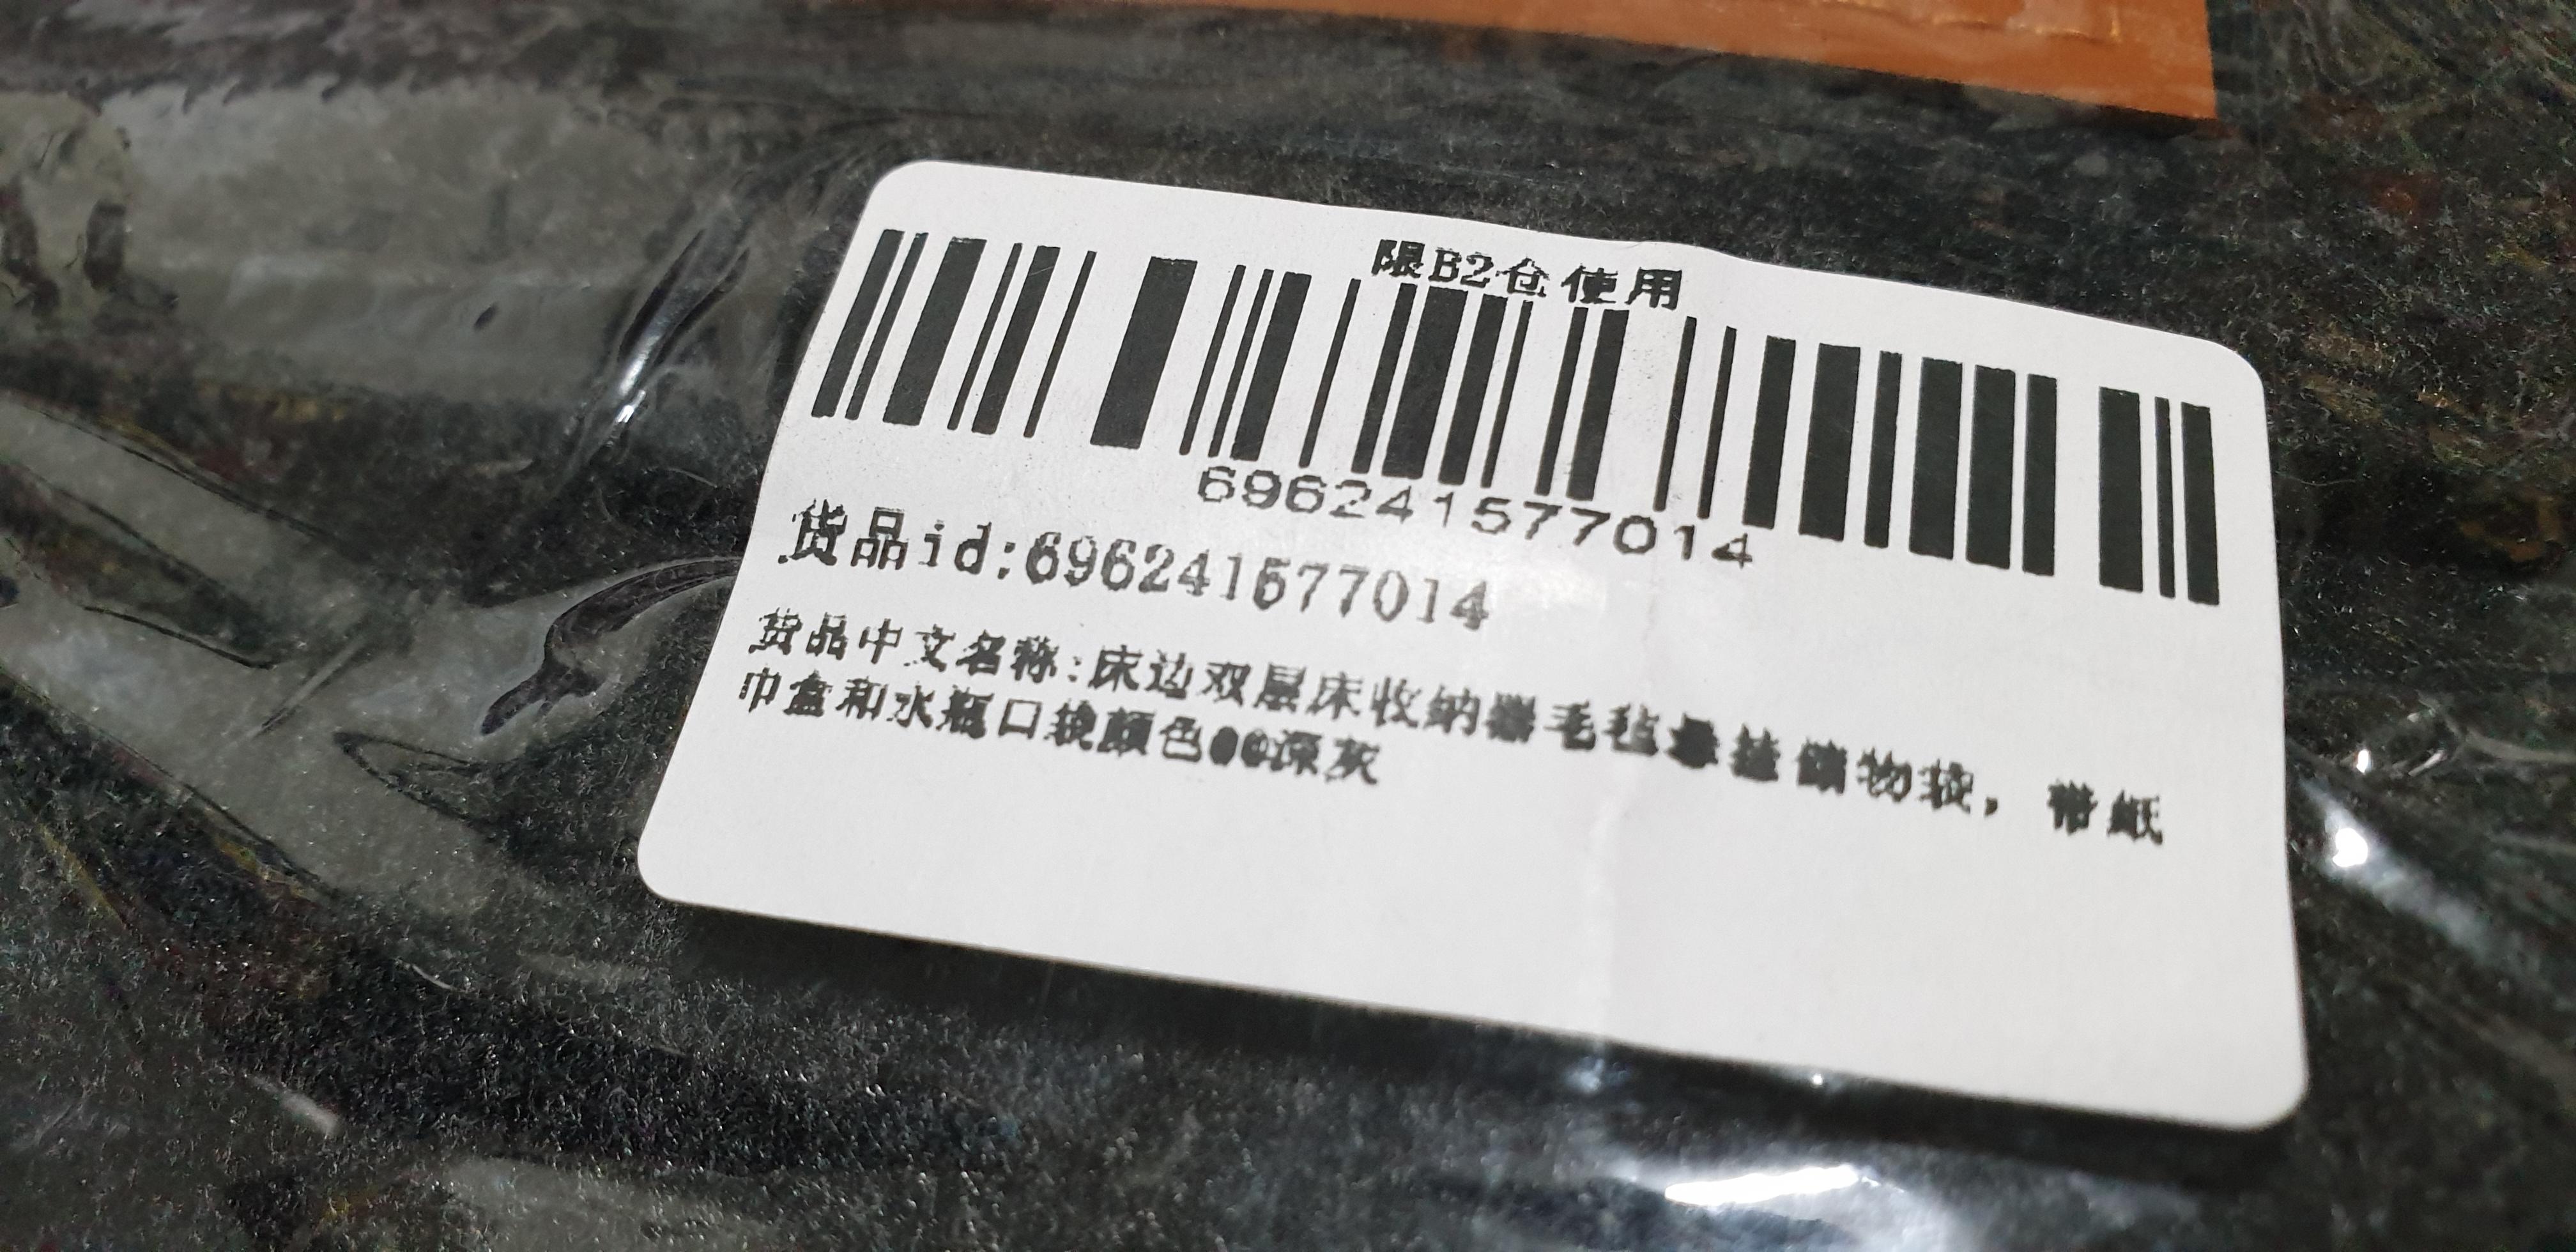 限B2仓使用
696241577014
货品id:696241577014
货品中文名称:床边双层床收纳器毛毡悬挂储物袋，带纸
巾盒和水瓶口袋颜色@@深灰